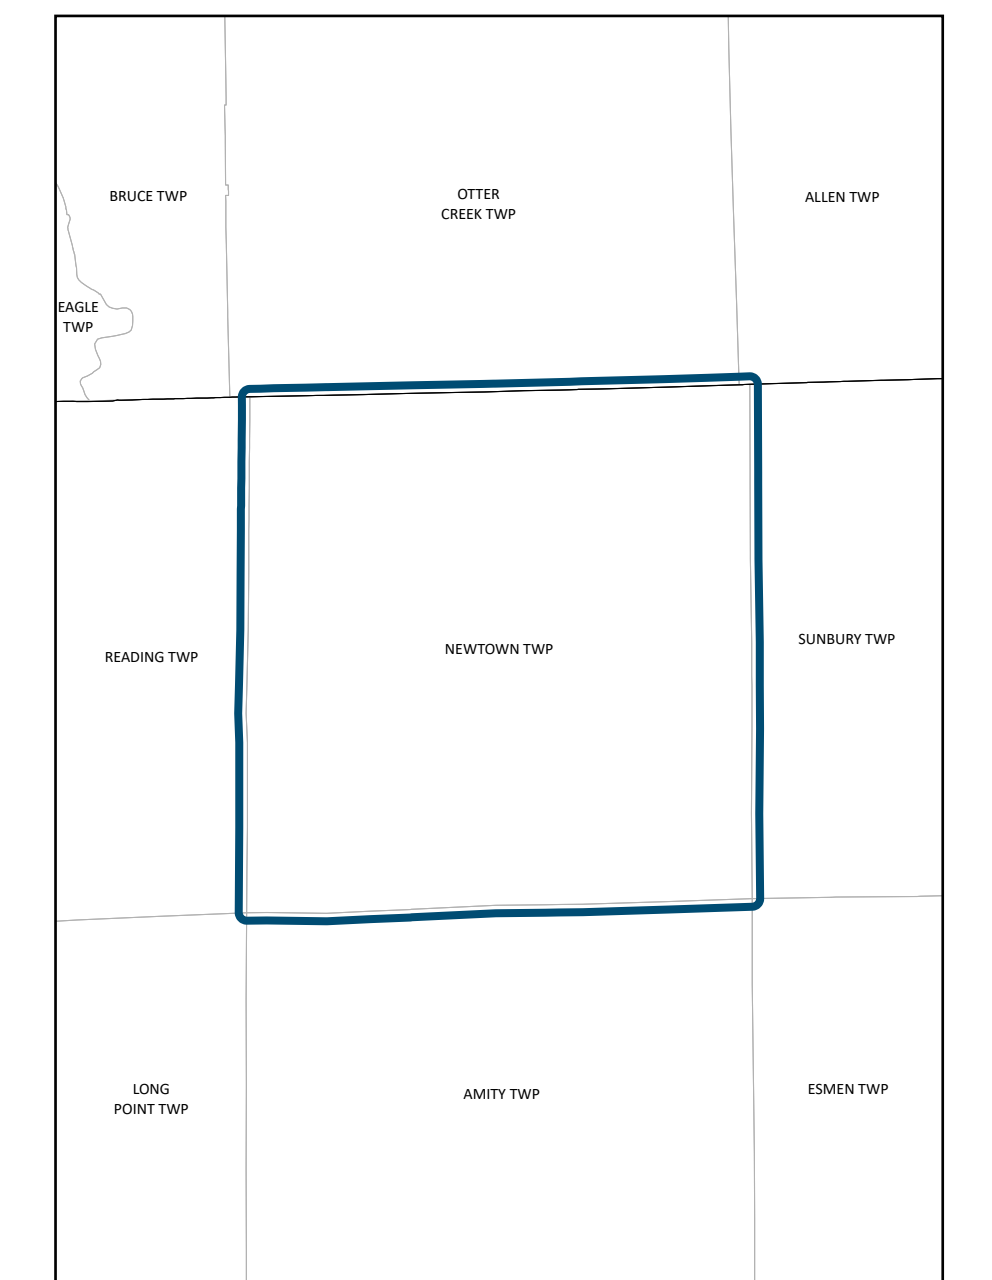 BRUCE TWP
OTTER
CREEK TWP
ALLEN TWP
EAGLE
TWP
READING TWP
NEWTOWN TWP
SUNBURY TWP
LONG
POINT TWP
AMITY TWP
ESMEN TWP